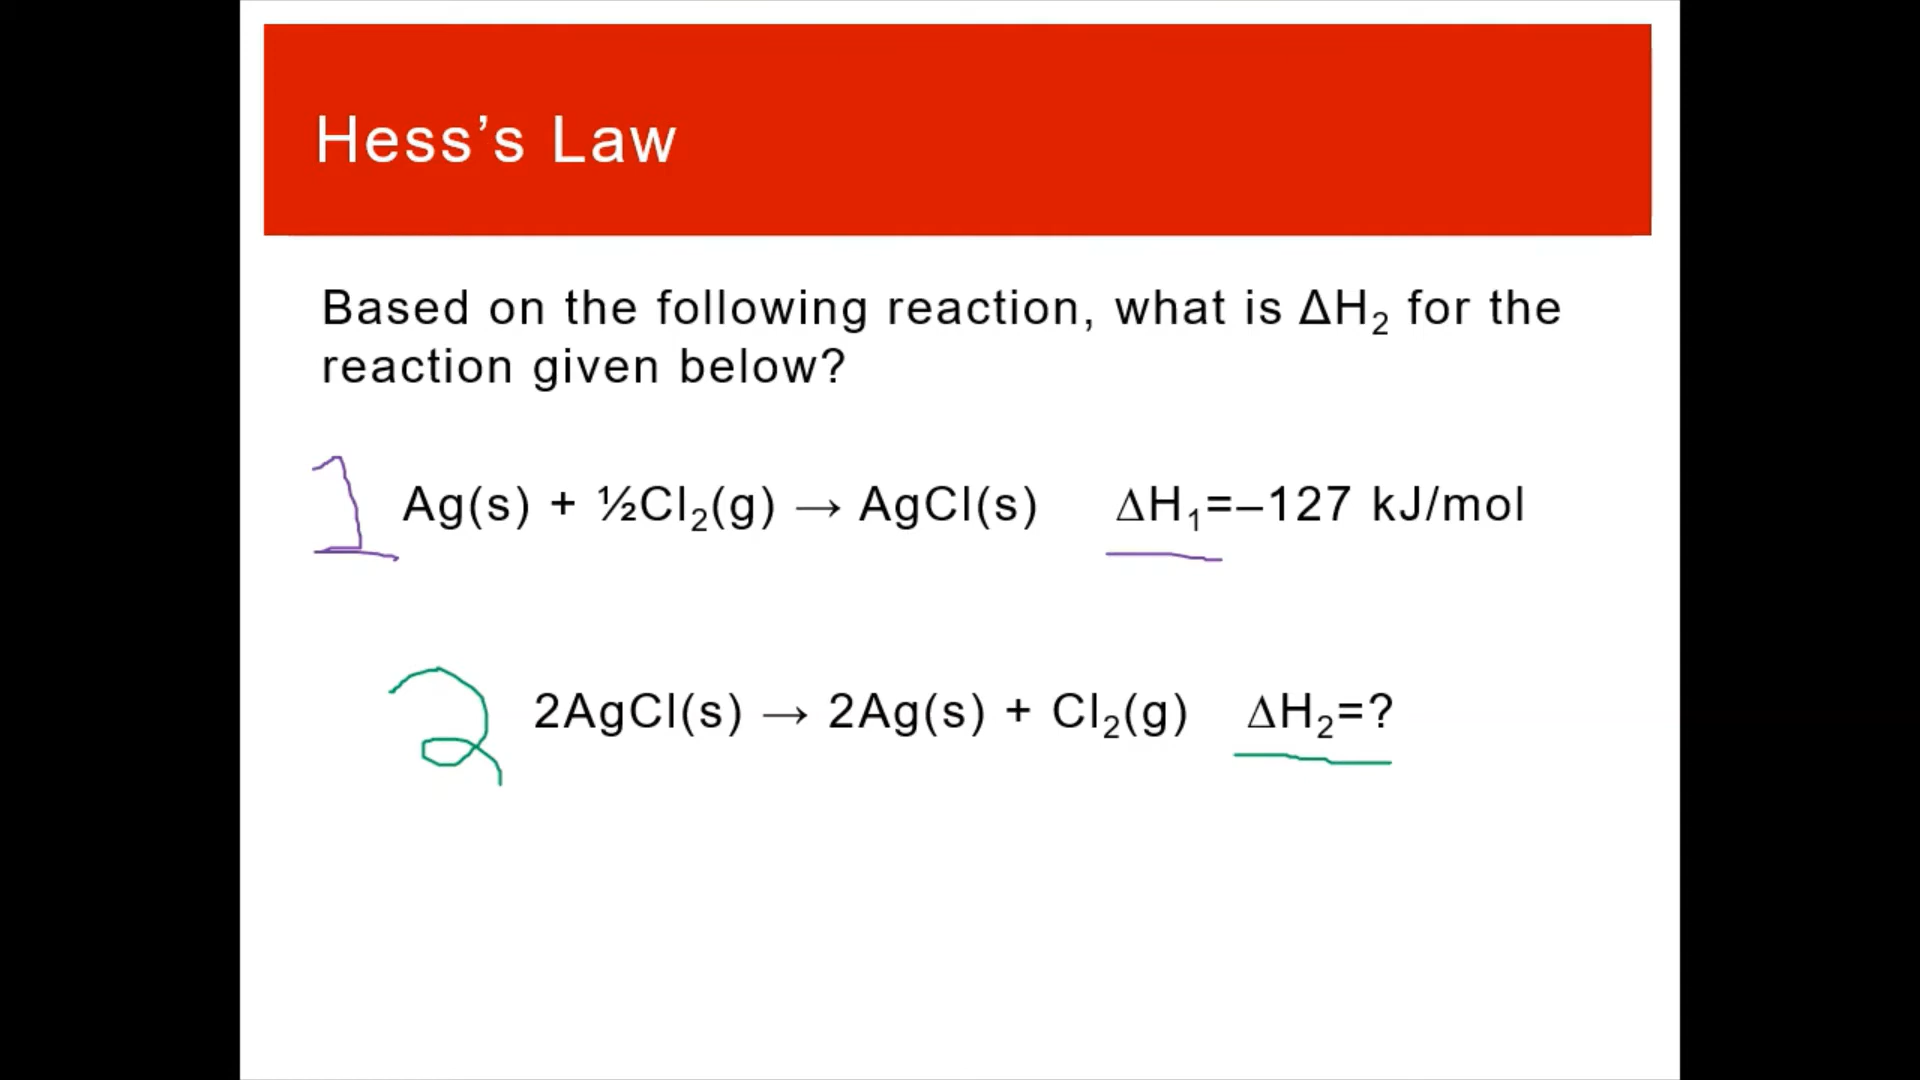 Hess’s Law
Based on the following reaction, what is ΔH₂ for the
reaction given below?
1 Ag(s) + ½Cl₂(g) → AgCl(s) ΔH₁=–127 kJ/mol
2 2AgCl(s) → 2Ag(s) + Cl₂(g) ΔH₂=?